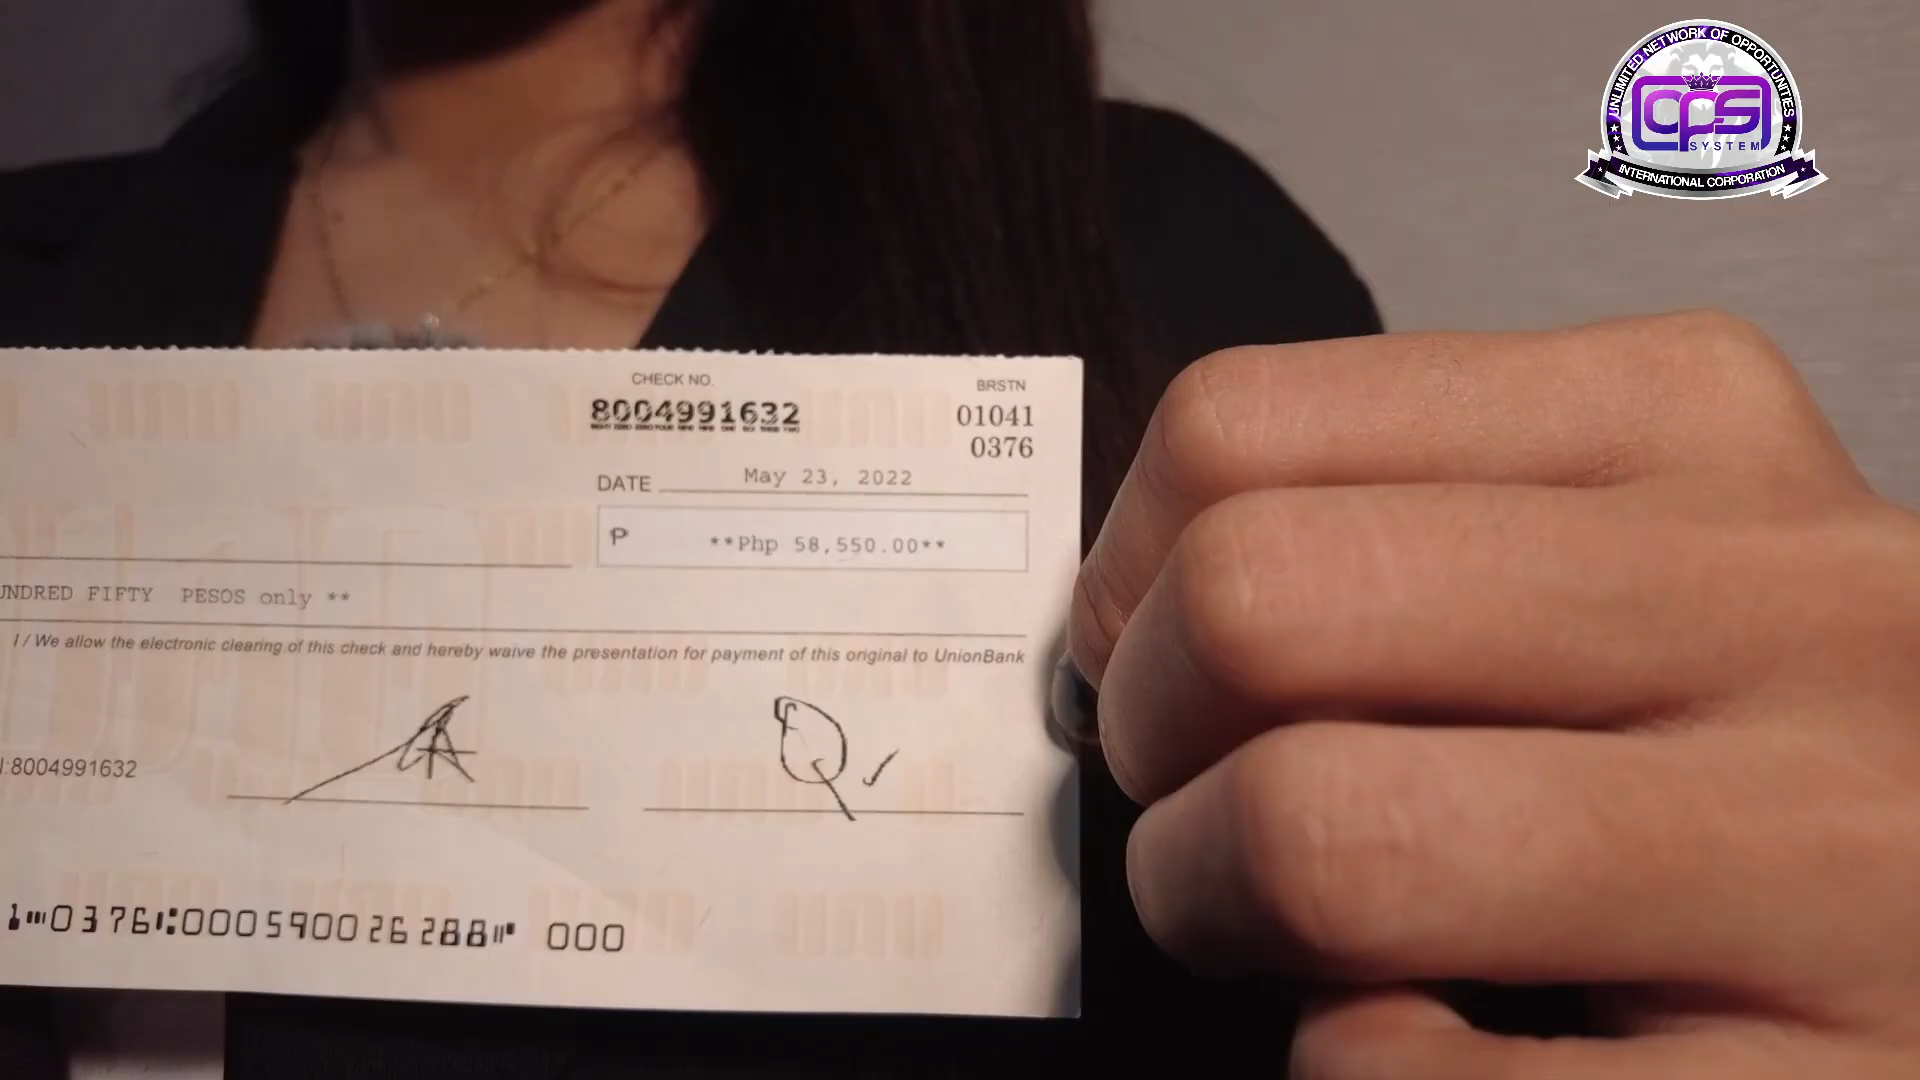 UNLIMITED NETWORK OF OPPORTUNITIES
CPS
SYSTEM
INTERNATIONAL CORPORATION
CHECK NO.
8004991632
BRSTN
01041
0376
DATE May 23, 2022
₱ **Php 58,550.00**
UNDRED FIFTY PESOS only **
I / We allow the electronic clearing of this check and hereby waive the presentation for payment of this original to UnionBank
:8004991632
1⑈0376⑆000590026288⑈ 000